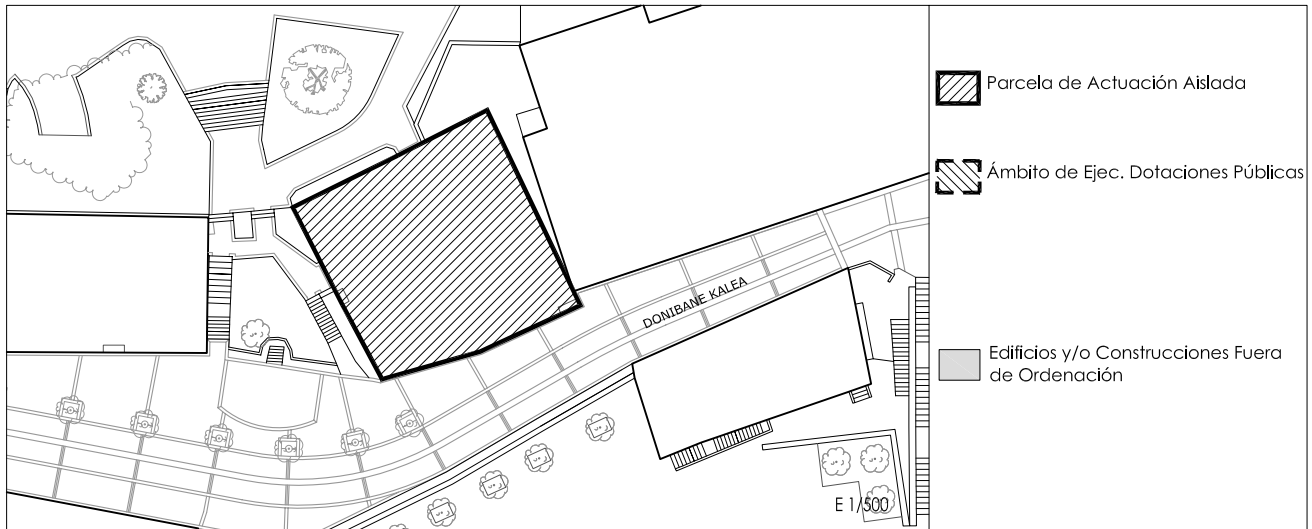 Parcela de Actuación Aislada
Ámbito de Ejec. Dotaciones Públicas
DONIBANE KALEA
Edificios y/o Construcciones Fuera
de Ordenación
E 1/500